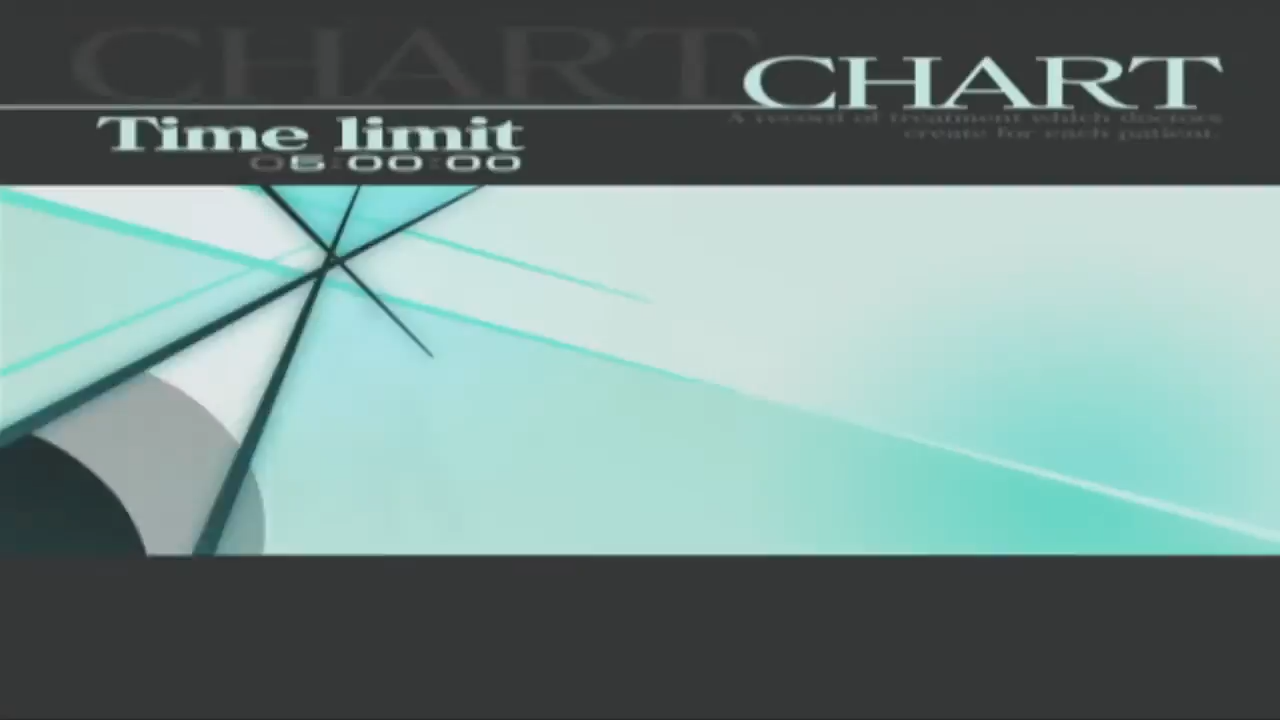 CHART
CHART
A record of treatment which doctors
create for each patient.
Time limit
05:00:00